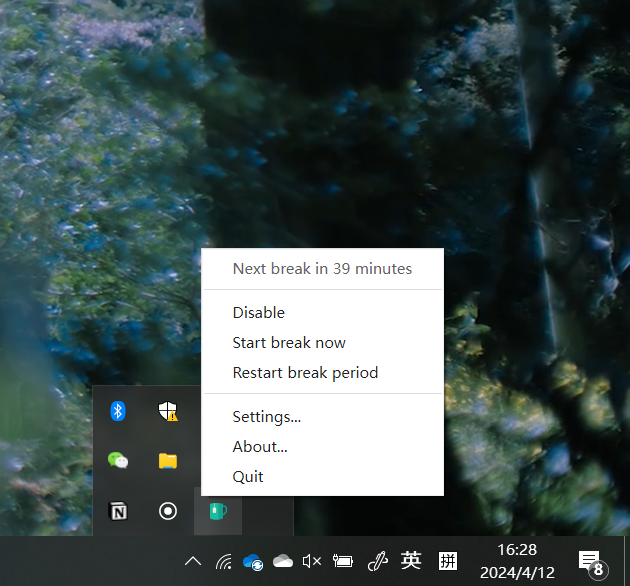 Next break in 39 minutes
Disable
Start break now
Restart break period
Settings...
About...
Quit
N
英
拼
16:28
2024/4/12
8